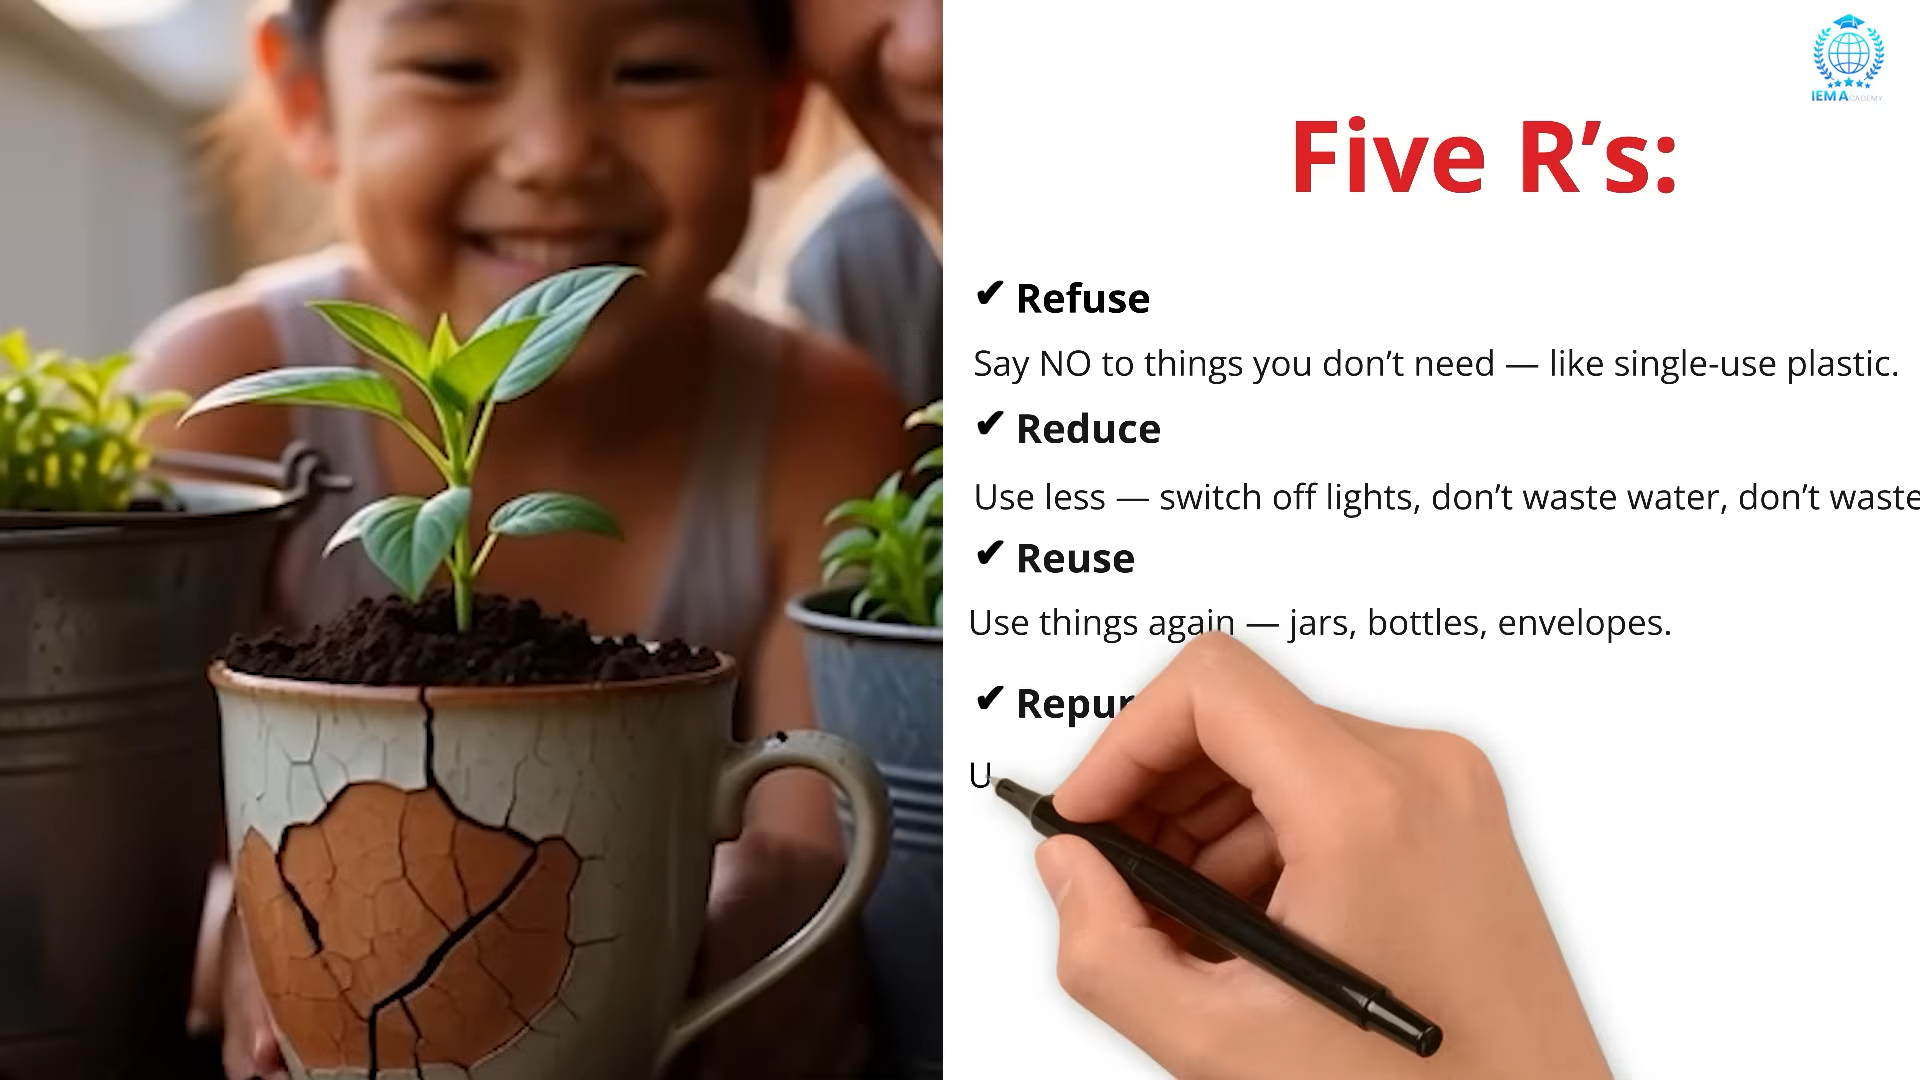 IEMACADEMY
Five R’s:
✔ Refuse
Say NO to things you don’t need — like single-use plastic.
✔ Reduce
Use less — switch off lights, don’t waste water, don’t waste
✔ Reuse
Use things again — jars, bottles, envelopes.
✔ Repur
U